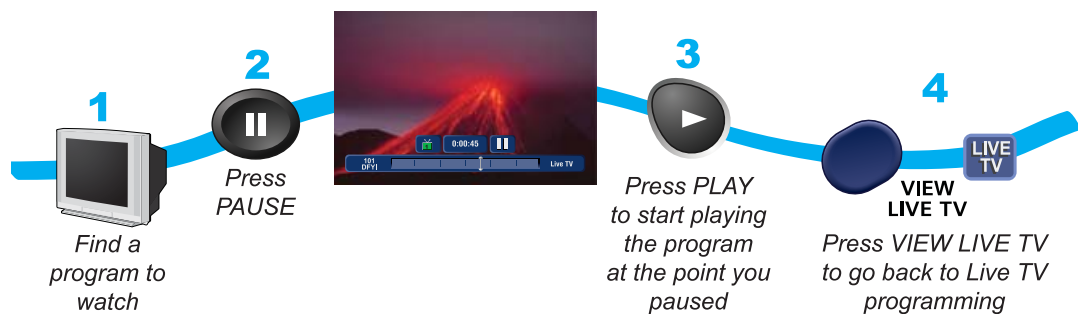 1
Find a
program to
watch
2
Press
PAUSE
0:00:45
101
DFYI
Live TV
3
Press PLAY
to start playing
the program
at the point you
paused
4
VIEW
LIVE TV
LIVE
TV
Press VIEW LIVE TV
to go back to Live TV
programming